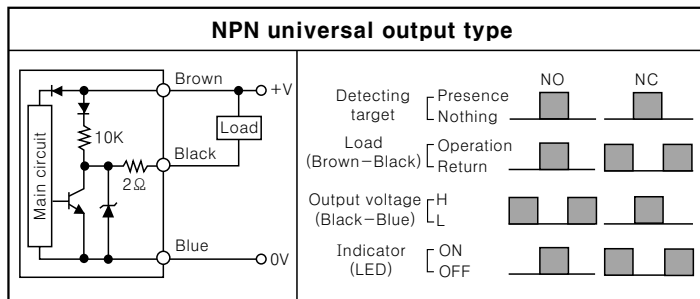 NPN universal output type
Brown
+V
Load
10K
Black
2Ω
Main circuit
Blue
0V
NO NC
Detecting target Presence Nothing
Load (Brown−Black) Operation Return
Output voltage (Black−Blue) H L
Indicator (LED) ON OFF